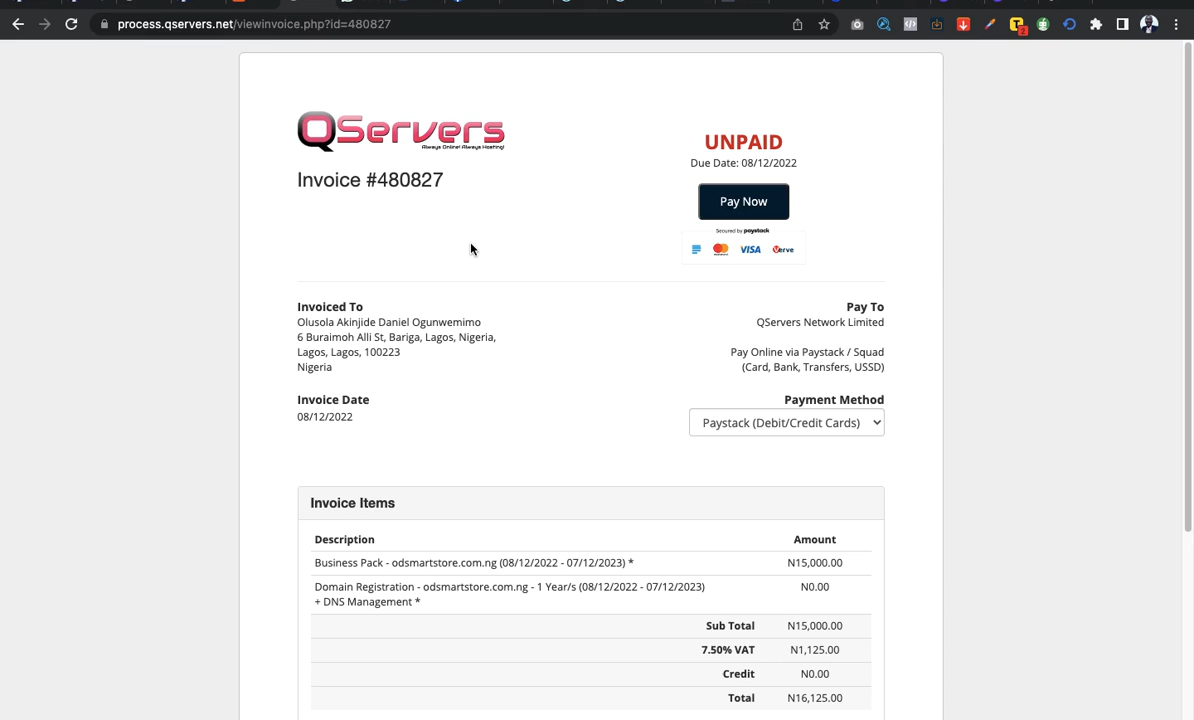 process.qservers.net/viewinvoice.php?id=480827
2
QServers
Always Online! Always Hosting!
UNPAID
Due Date: 08/12/2022
Invoice #480827
Pay Now
Secured by paystack
VISA
Verve
Invoiced To
Olusola Akinjide Daniel Ogunwemimo
6 Buraimoh Alli St, Bariga, Lagos, Nigeria,
Lagos, Lagos, 100223
Nigeria
Pay To
QServers Network Limited
Pay Online via Paystack / Squad
(Card, Bank, Transfers, USSD)
Invoice Date
08/12/2022
Payment Method
Paystack (Debit/Credit Cards)
Invoice Items
Description Amount
Business Pack - odsmartstore.com.ng (08/12/2022 - 07/12/2023) * N15,000.00
Domain Registration - odsmartstore.com.ng - 1 Year/s (08/12/2022 - 07/12/2023) N0.00
+ DNS Management *
Sub Total N15,000.00
7.50% VAT N1,125.00
Credit N0.00
Total N16,125.00